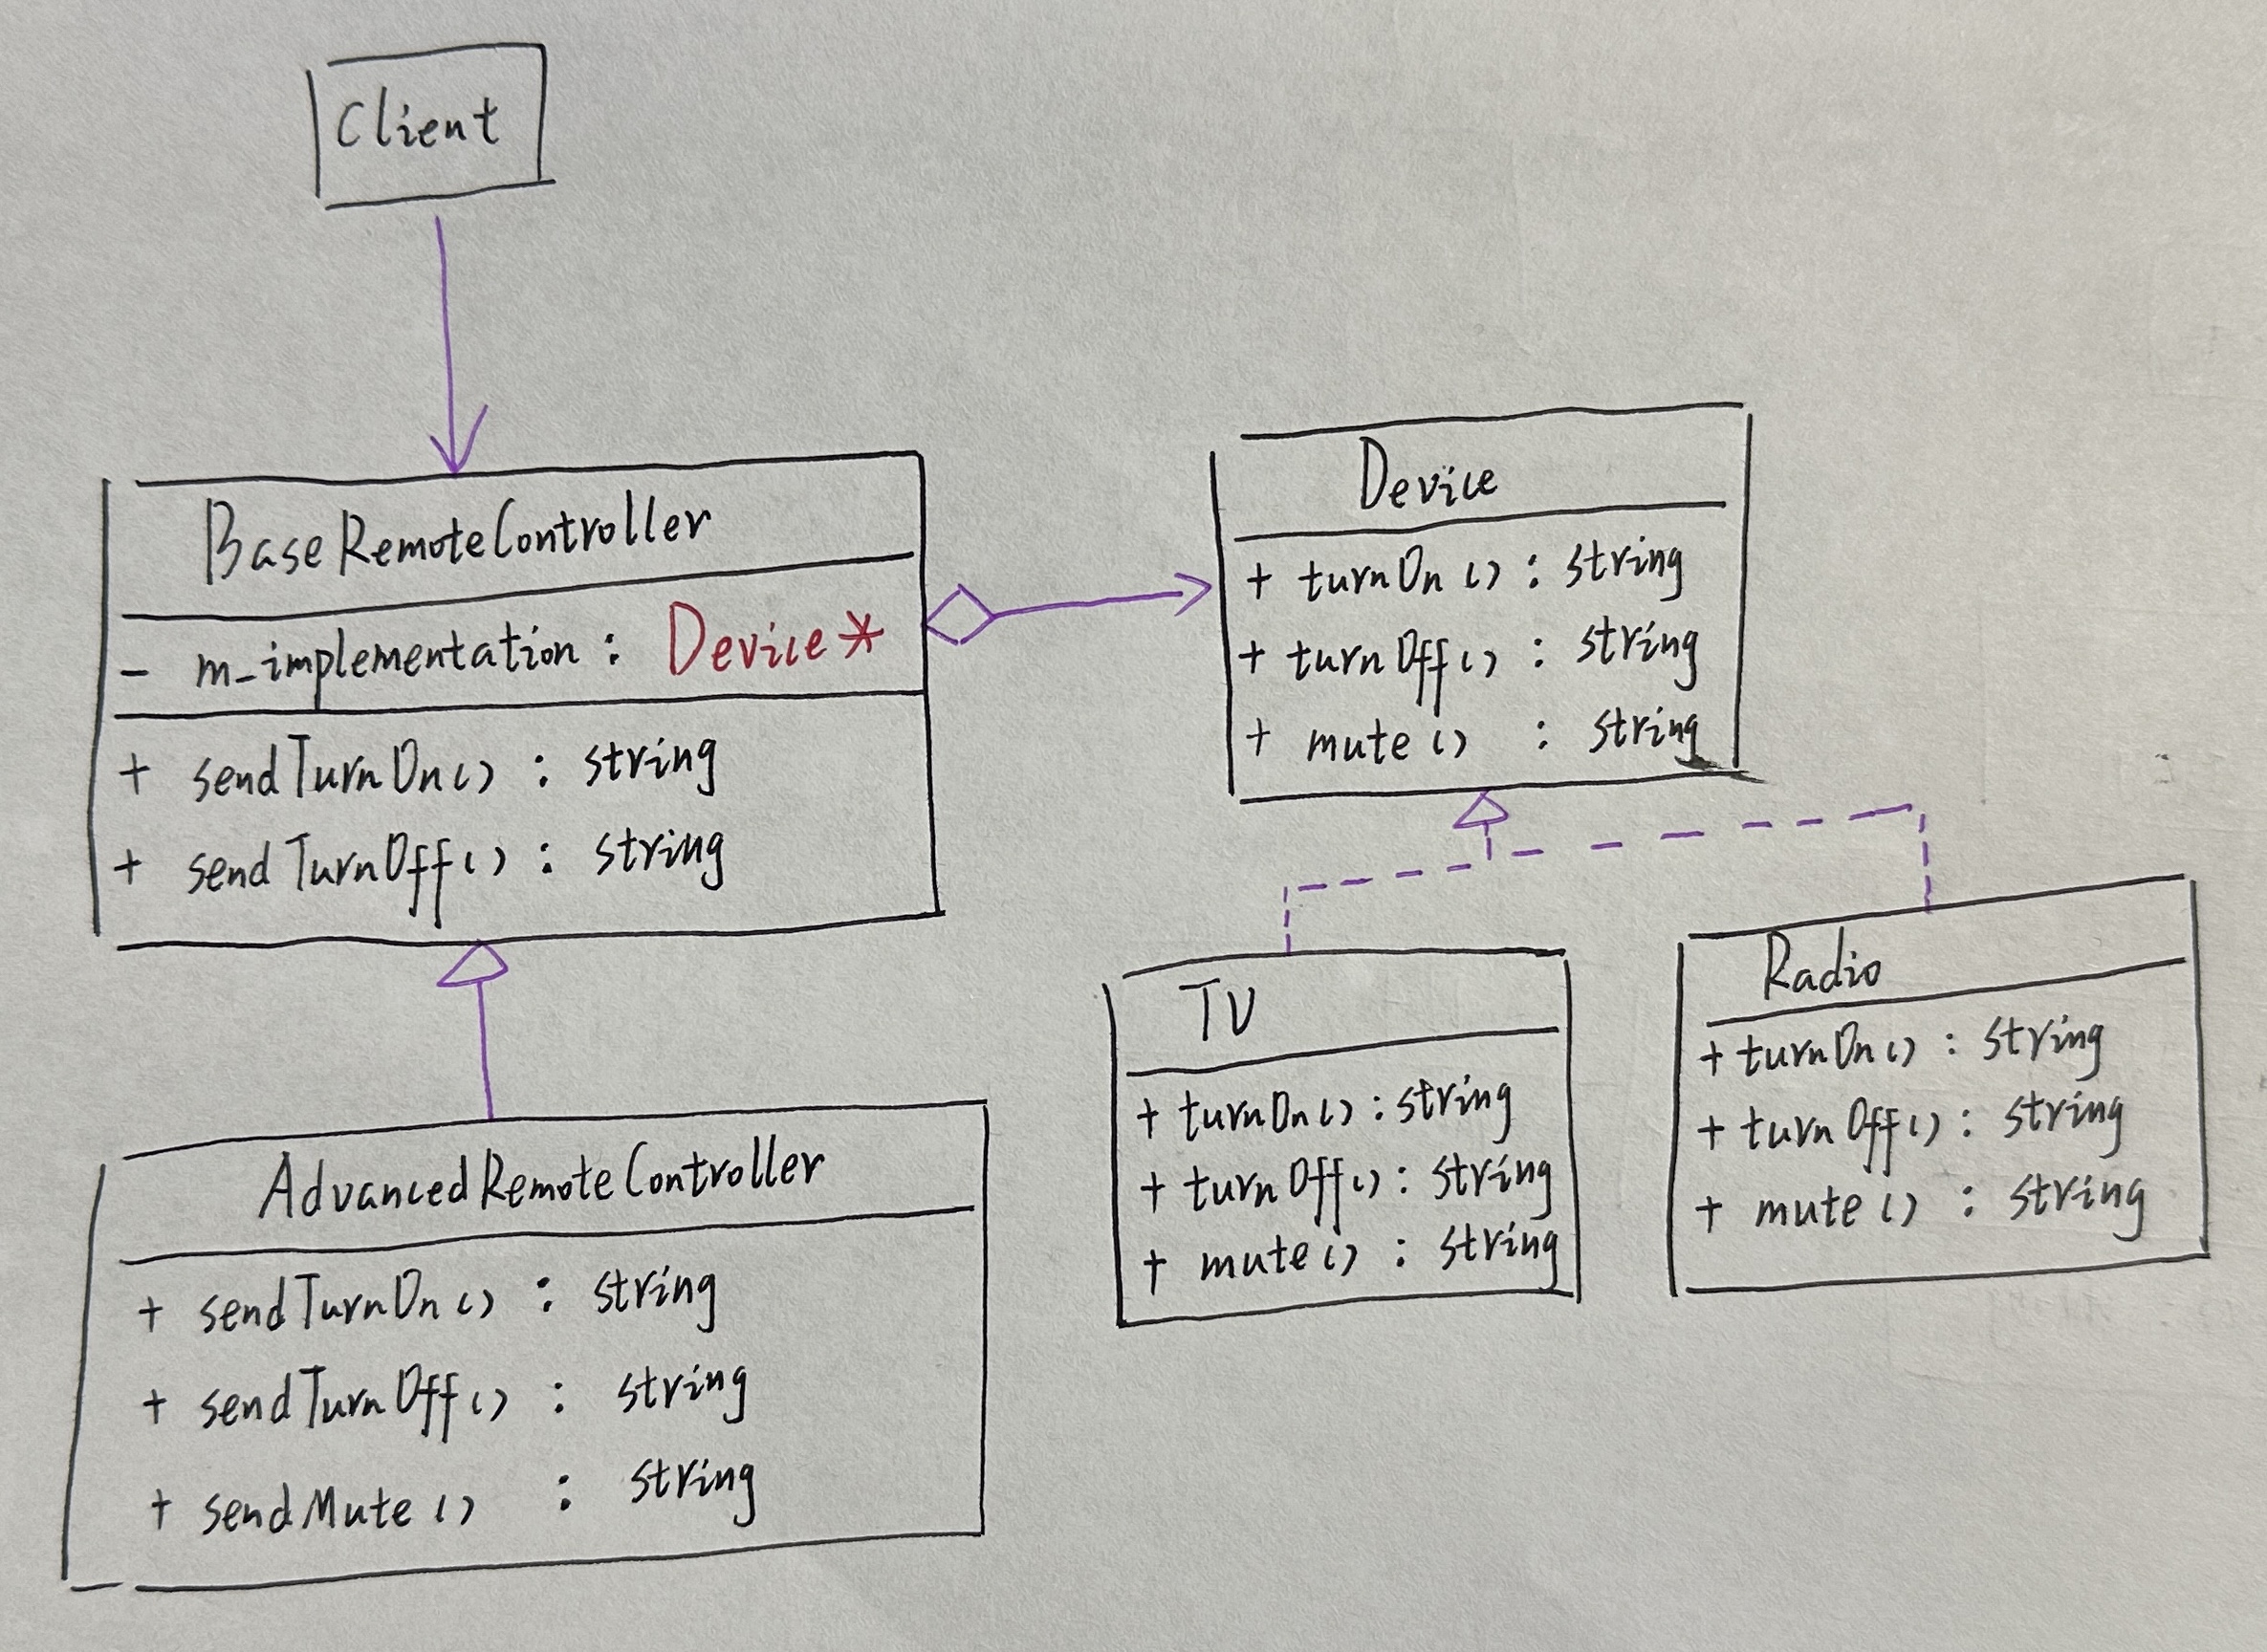 Client
BaseRemoteController
- m_implementation : Device*
+ sendTurnOn() : string
+ sendTurnOff() : string
Device
+ turnOn() : string
+ turnOff() : string
+ mute() : string
AdvancedRemoteController
+ sendTurnOn() : string
+ sendTurnOff() : string
+ sendMute() : string
TV
+ turnOn() : string
+ turnOff() : string
+ mute() : string
Radio
+ turnOn() : string
+ turnOff() : string
+ mute() : string